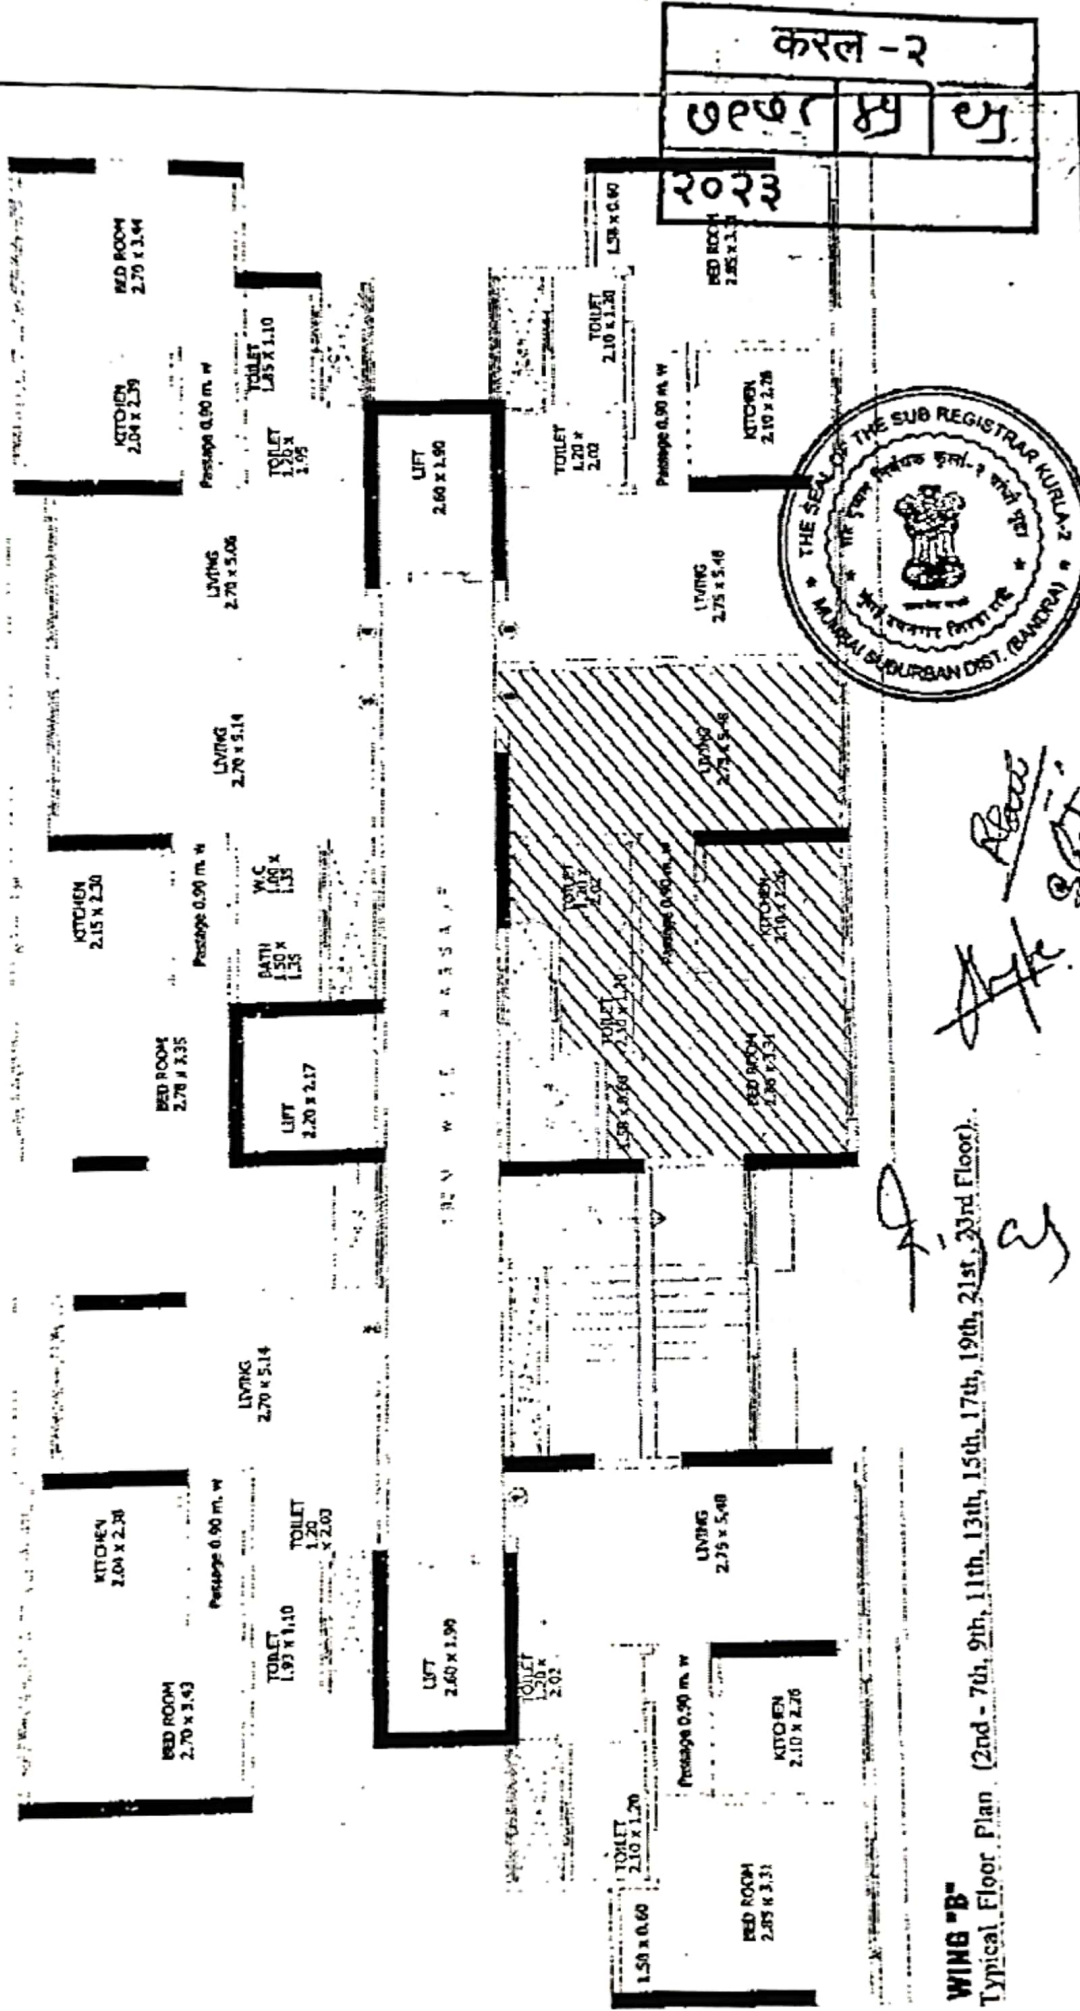 करल - २
२०२३
BED ROOM
2.70 x 3.44
KITCHEN
2.04 x 2.39
Passage 0.90 m. w
TOILET
1.85 x 1.10
TOILET
1.20 x
1.95
LIFT
2.60 x 1.90
1.58 x 0.60
TOILET
2.10 x 1.20
TOILET
1.20 x
2.02
BED ROOM
Passage 0.90 m. w
KITCHEN
2.10 x 2.26
LIVING
2.70 x 5.06
LIVING
2.75 x 5.48
THE SEAL OF THE SUB REGISTRAR KURLA-2
MUMBAI SUBURBAN DIST. (BANDRA)
LIVING
2.70 x 5.14
LIVING
2.75 x 5.48
KITCHEN
2.15 x 2.30
Passage 0.90 m. w
W.C
1.00 x
1.35
BATH
1.50 x
1.35
TOILET
1.20 x
2.02
Passage 0.90 m. w
KITCHEN
2.10 x 2.26
BED ROOM
2.78 x 3.35
LIFT
2.20 x 2.17
TOILET
BED ROOM
LIVING
2.70 x 5.14
KITCHEN
2.04 x 2.38
Passage 0.90 m. w
TOILET
1.20
x 2.03
TOILET
1.93 x 1.10
BED ROOM
2.70 x 3.43
LIFT
2.60 x 1.90
TOILET
1.20 x
2.02
LIVING
2.75 x 5.48
Passage 0.90 m. w
KITCHEN
2.10 x 2.26
TOILET
2.10 x 1.20
1.58 x 0.60
BED ROOM
2.85 x 3.31
WING "B"
Typical Floor Plan (2nd - 7th, 9th, 11th, 13th, 15th, 17th, 19th, 21st, 23rd Floor).